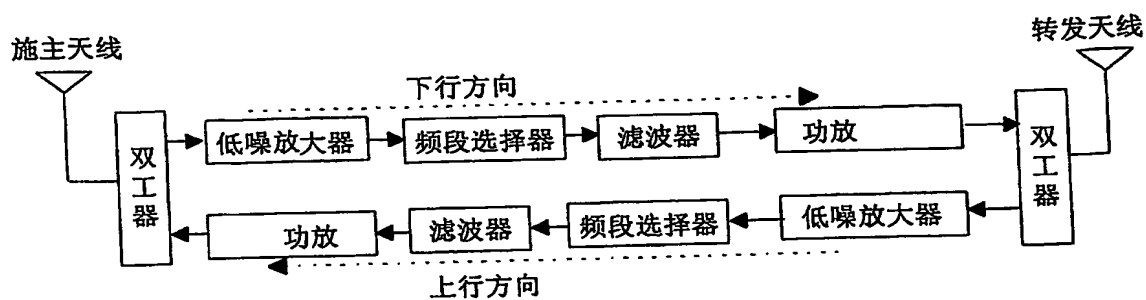 施主天线
转发天线
下行方向
双工器
低噪放大器
频段选择器
滤波器
功放
双工器
功放
滤波器
频段选择器
低噪放大器
上行方向